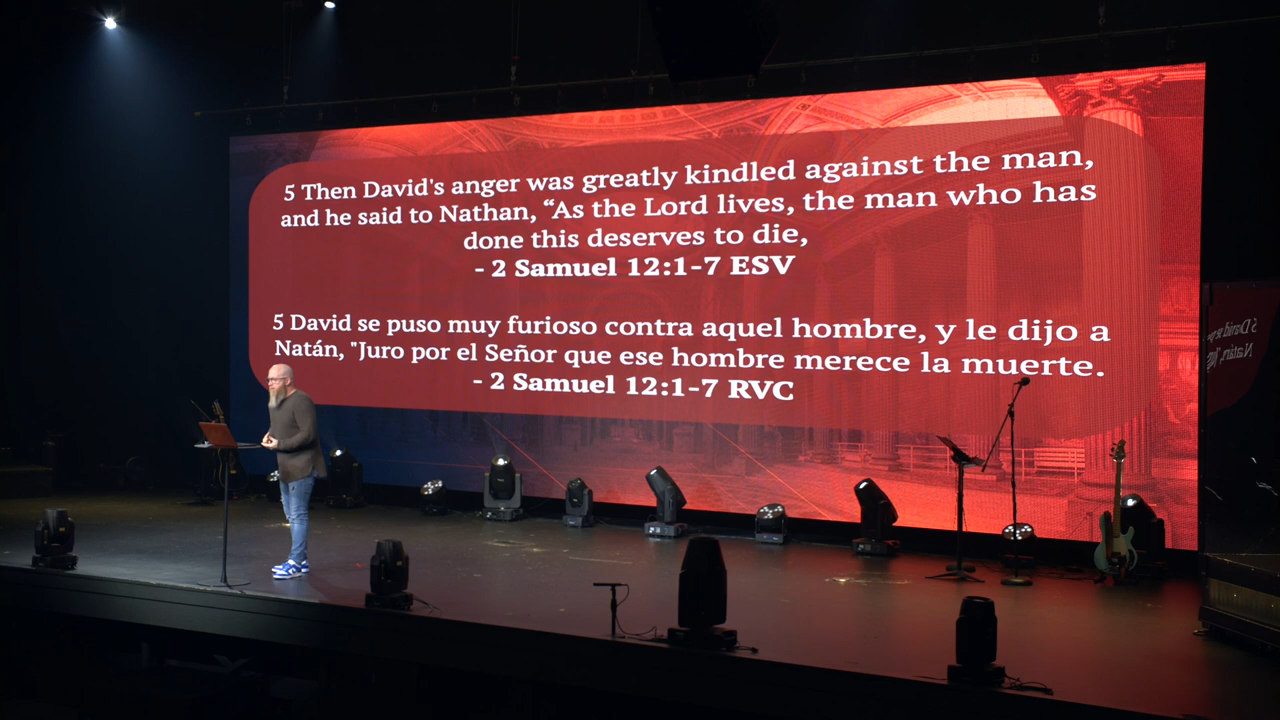 5 Then David's anger was greatly kindled against the man,
and he said to Nathan, “As the Lord lives, the man who has
done this deserves to die,
- 2 Samuel 12:1-7 ESV
5 David se puso muy furioso contra aquel hombre, y le dijo a
Natán, "Juro por el Señor que ese hombre merece la muerte.
- 2 Samuel 12:1-7 RVC